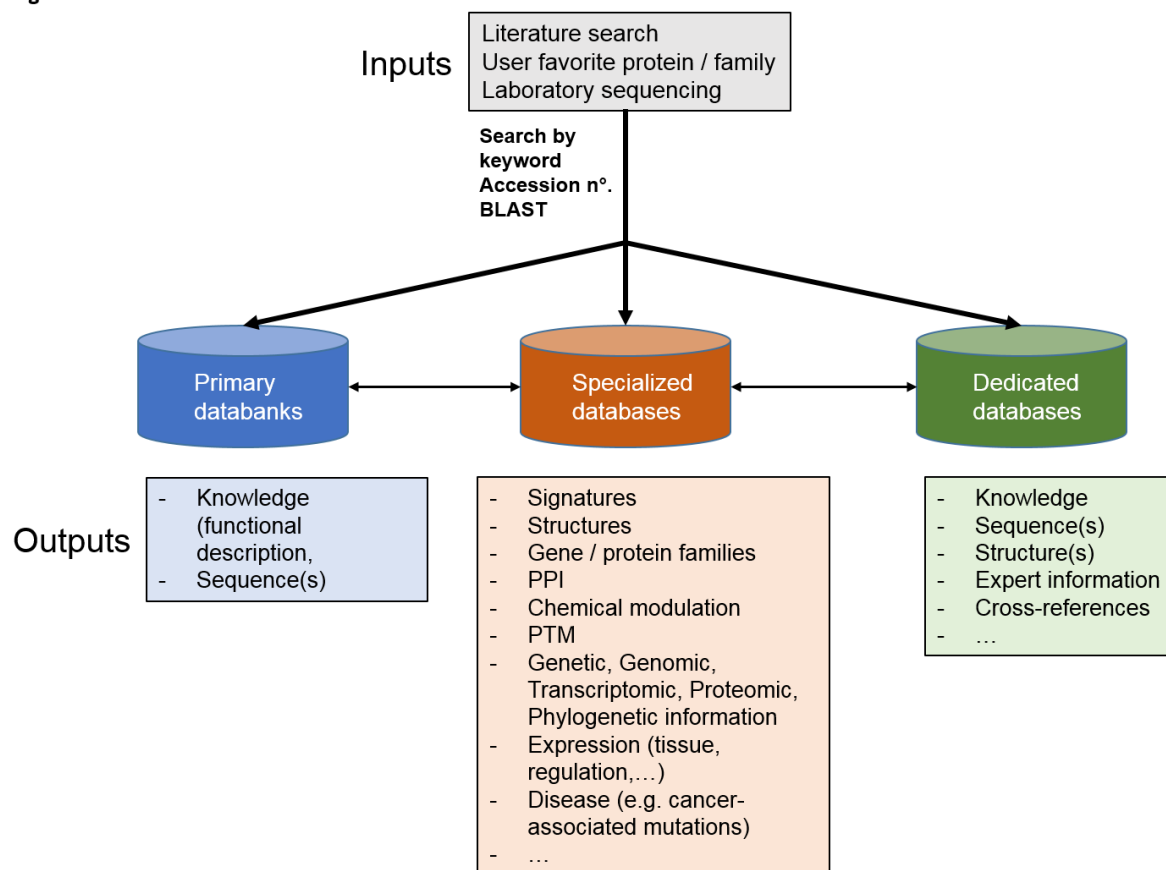 Literature search
Inputs
User favorite protein / family
Laboratory sequencing
Search by
keyword
Accession n°.
BLAST
Primary
databanks
Specialized
databases
Dedicated
databases
Outputs
- Knowledge
(functional
description,
- Sequence(s)
- Signatures
- Structures
- Gene / protein families
- PPI
- Chemical modulation
- PTM
- Genetic, Genomic,
Transcriptomic, Proteomic,
Phylogenetic information
- Expression (tissue,
regulation,...)
- Disease (e.g. cancer-
associated mutations)
- ...
- Knowledge
- Sequence(s)
- Structure(s)
- Expert information
- Cross-references
- ...